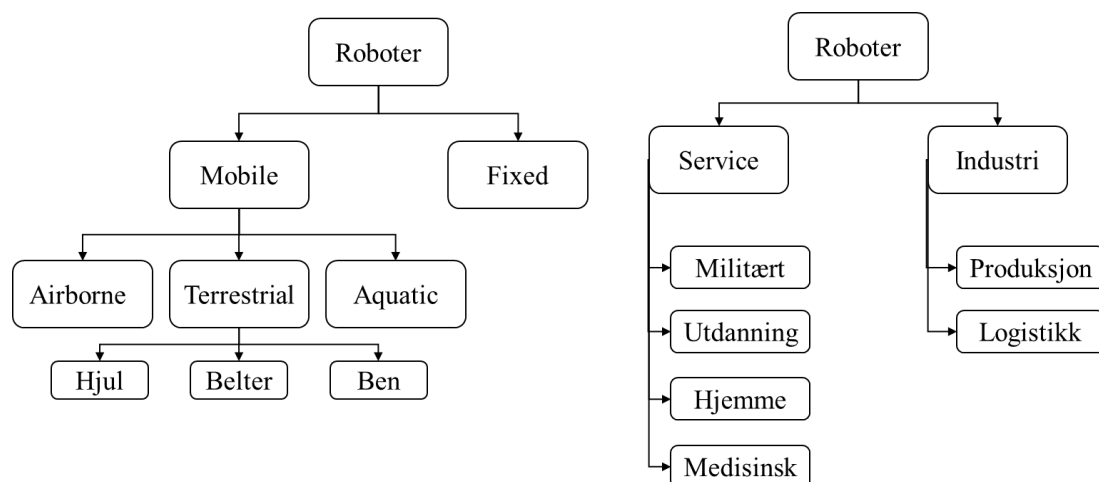 Roboter
Mobile
Fixed
Airborne
Terrestrial
Aquatic
Hjul
Belter
Ben
Roboter
Service
Industri
Militært
Utdanning
Hjemme
Medisinsk
Produksjon
Logistikk